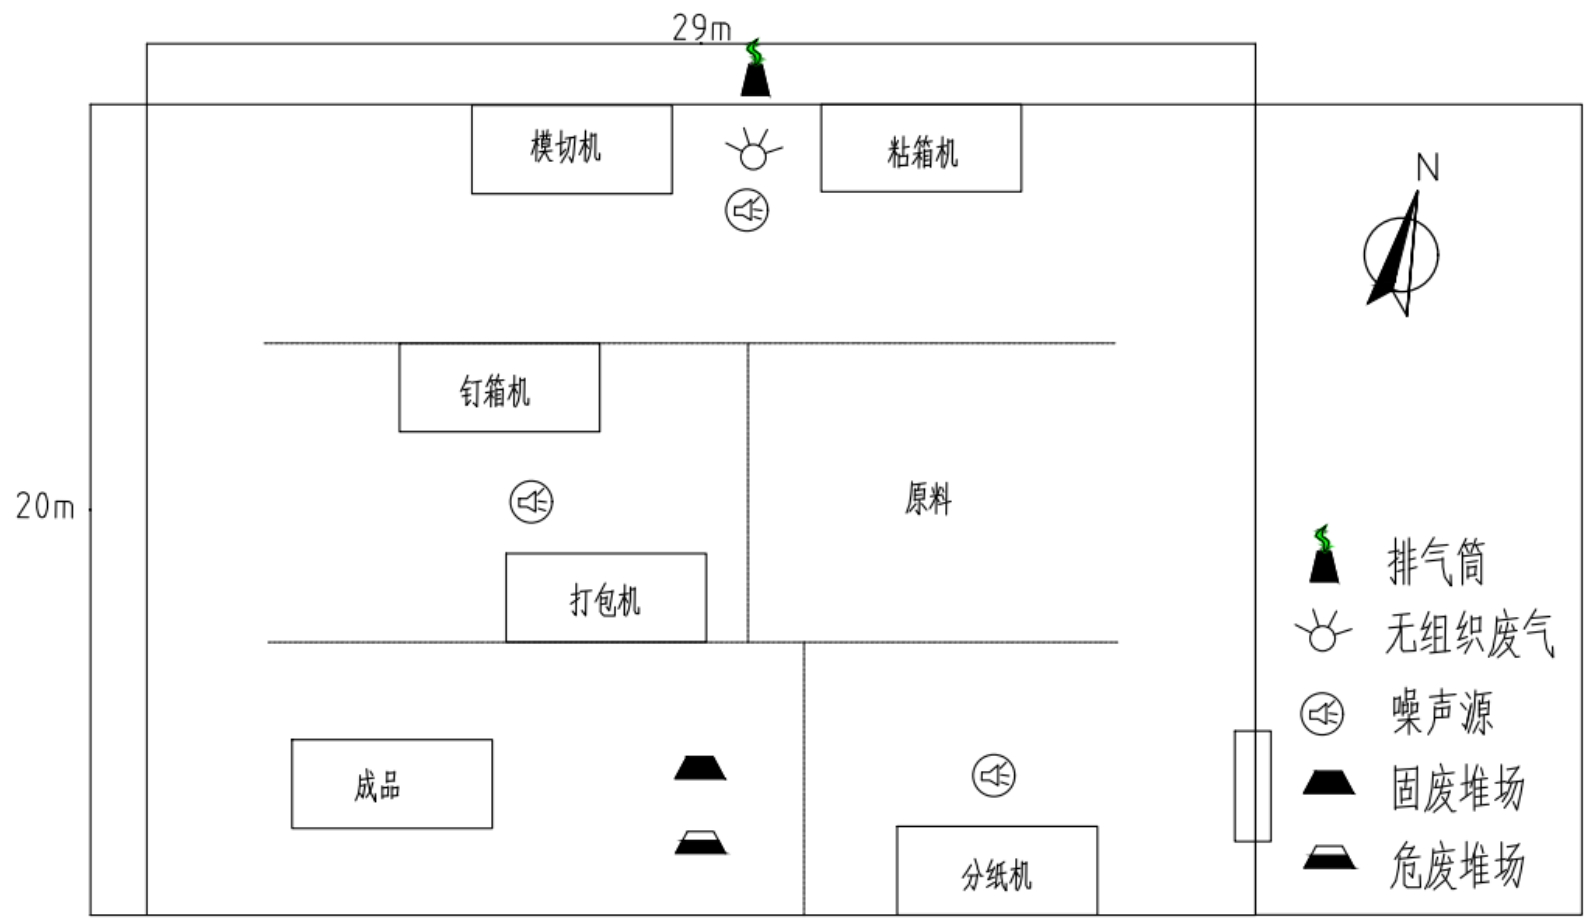 29m
模切机
粘箱机
N
钉箱机
20m
原料
打包机
成品
分纸机
排气筒
无组织废气
噪声源
固废堆场
危废堆场